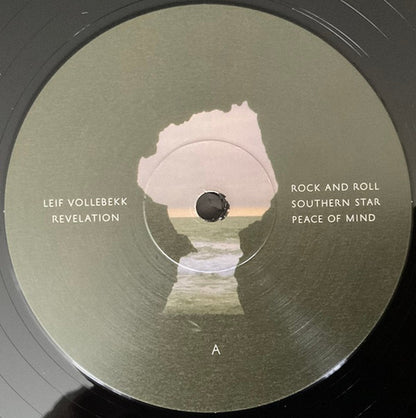 LEIF VOLLEBEKK
REVELATION
ROCK AND ROLL
SOUTHERN STAR
PEACE OF MIND
A